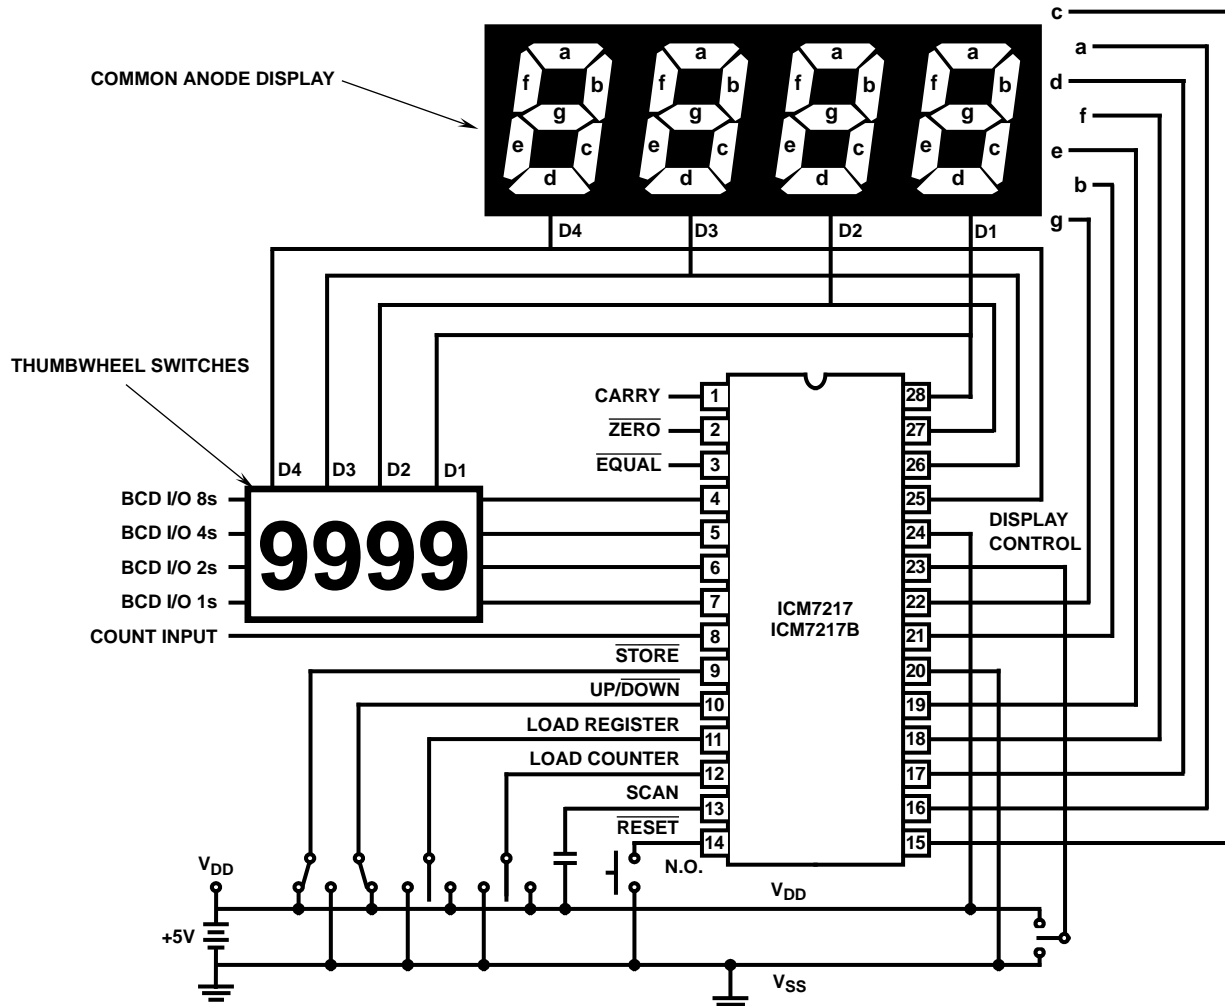 c
a
d
f
e
b
g
COMMON ANODE DISPLAY
a
f b
g
e c
d
a
f b
g
e c
d
a
f b
g
e c
d
a
f b
g
e c
d
D4 D3 D2 D1
THUMBWHEEL SWITCHES
D4 D3 D2 D1
9999
BCD I/O 8s
BCD I/O 4s
BCD I/O 2s
BCD I/O 1s
COUNT INPUT
CARRY
ZERO
EQUAL
STORE
UP/DOWN
LOAD REGISTER
LOAD COUNTER
SCAN
RESET
N.O.
1
2
3
4
5
6
7
8
9
10
11
12
13
14
ICM7217
ICM7217B
28
27
26
25
24
23
22
21
20
19
18
17
16
15
DISPLAY
CONTROL
VDD
+5V
VDD
VSS